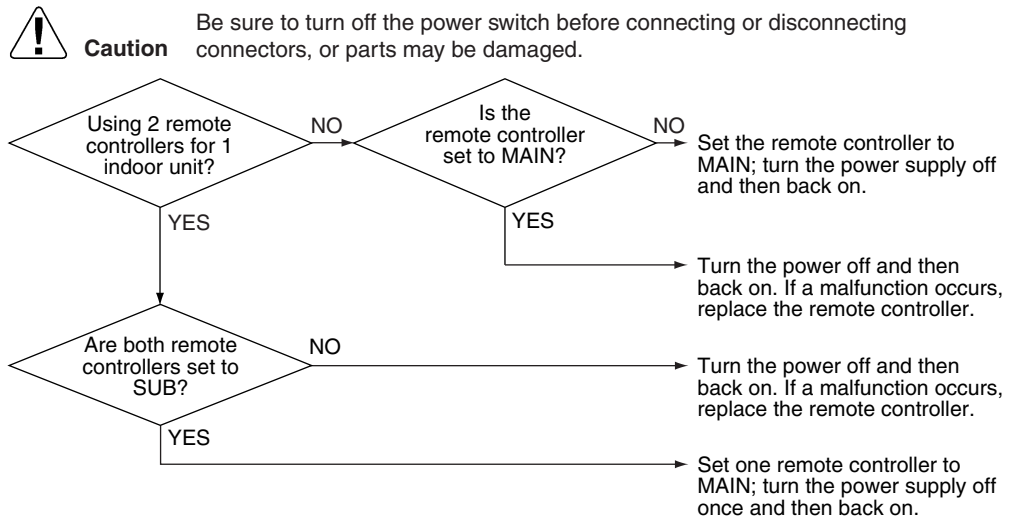 Be sure to turn off the power switch before connecting or disconnecting
Caution connectors, or parts may be damaged.
Using 2 remote
controllers for 1
indoor unit?
NO
Is the
remote controller
set to MAIN?
NO
Set the remote controller to
MAIN; turn the power supply off
and then back on.
YES
YES
Turn the power off and then
back on. If a malfunction occurs,
replace the remote controller.
Are both remote
controllers set to
SUB?
NO
Turn the power off and then
back on. If a malfunction occurs,
replace the remote controller.
YES
Set one remote controller to
MAIN; turn the power supply off
once and then back on.